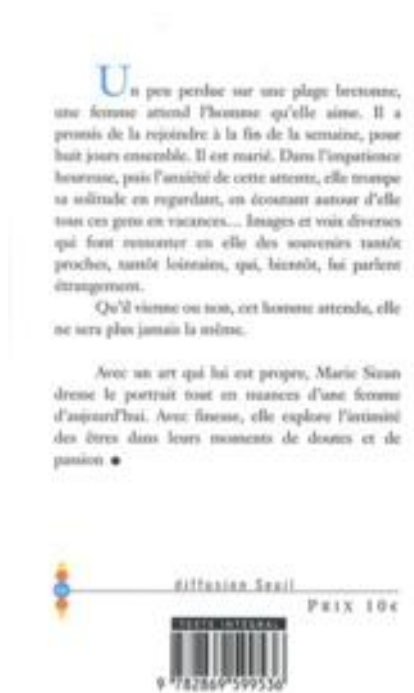 Un peu perdue sur une plage bretonne,
une femme attend l'homme qu'elle aime. Il a
promis de la rejoindre à la fin de la semaine, pour
huit jours ensemble. Il est marié. Dans l'impatience
heureuse, puis l'anxiété de cette attente, elle trompe
sa solitude en regardant, en écoutant autour d'elle
tous ces gens en vacances... Images et voix diverses
qui font remonter en elle des souvenirs tantôt
proches, tantôt lointains, qui, bientôt, lui parlent
étrangement.
Qu'il vienne ou non, cet homme attendu, elle
ne sera plus jamais la même.
Avec un art qui lui est propre, Marie Sizun
dresse le portrait tout en nuances d'une femme
d'aujourd'hui. Avec finesse, elle explore l'intimité
des êtres dans leurs moments de doutes et de
passion ●
diffusion Seuil
PRIX 10€
TEXTE INTEGRAL
9 782869 599536